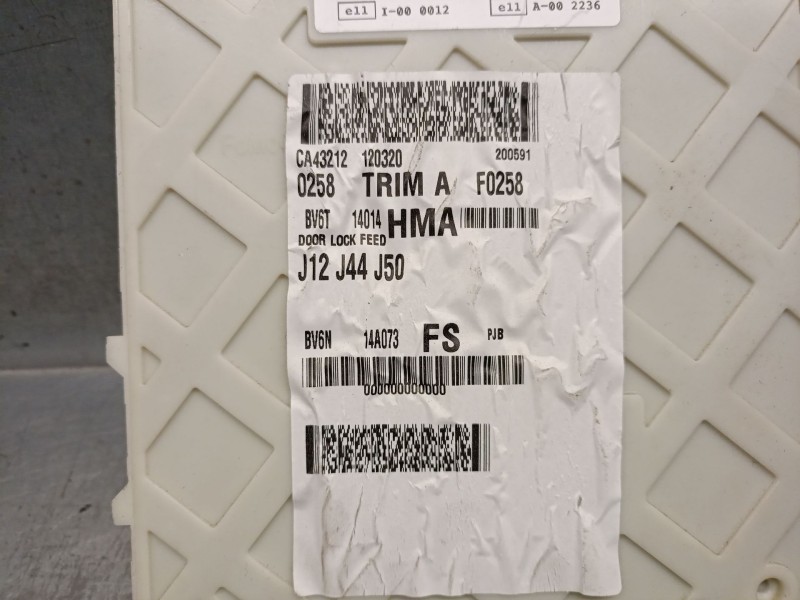 e11 I-00 0012 e11 A-00 2236
CA43212 120320 200591
0258 TRIM A F0258
BV6T 14014 HMA
DOOR LOCK FEED
J12 J44 J50
BV6N 14A073 FS PJB
000000000000